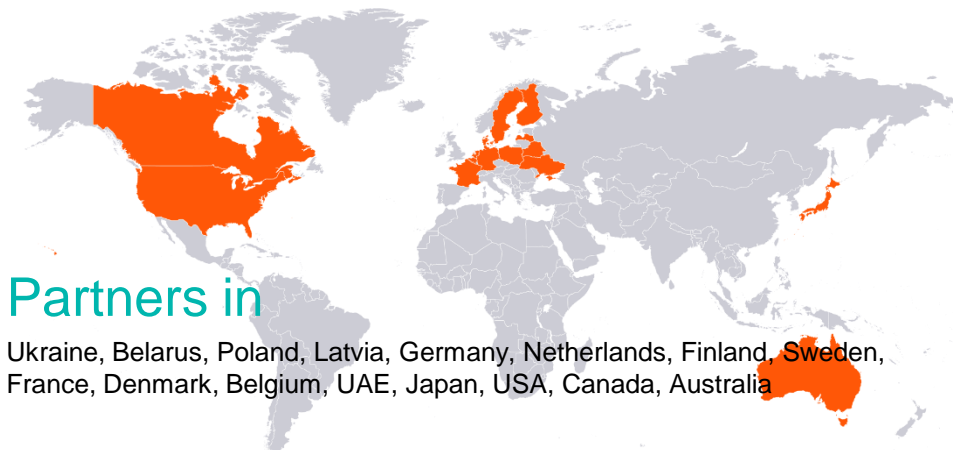 Partners in
Ukraine, Belarus, Poland, Latvia, Germany, Netherlands, Finland, Sweden,
France, Denmark, Belgium, UAE, Japan, USA, Canada, Australia